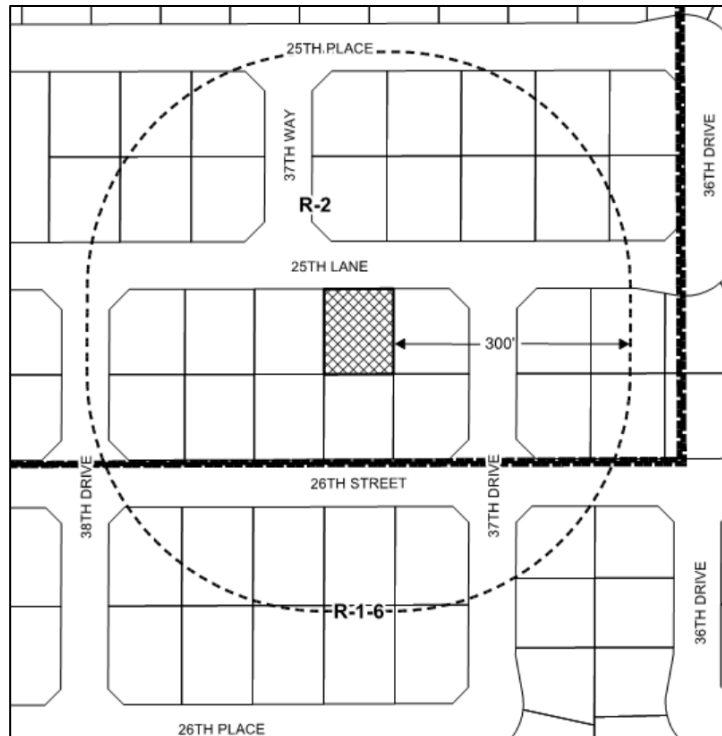 25TH PLACE
37TH WAY
36TH DRIVE
R-2
25TH LANE
300'
26TH STREET
38TH DRIVE
37TH DRIVE
R-1-6
36TH DRIVE
26TH PLACE